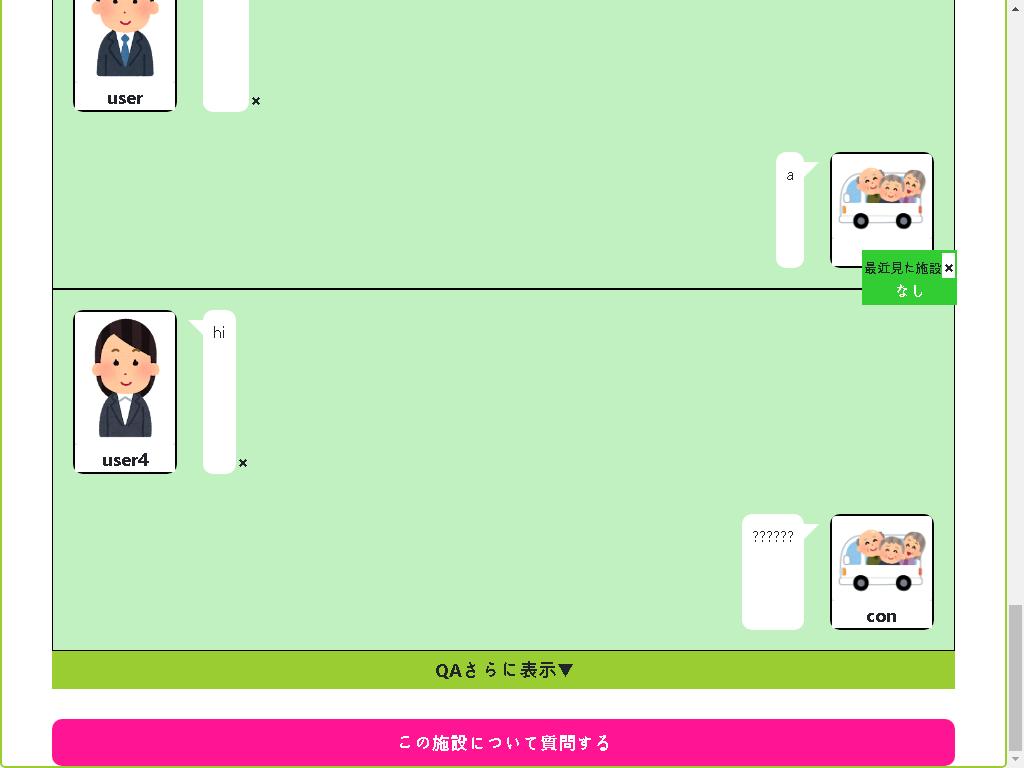 user
×
a
最近見た施設×
なし
hi
user4
×
??????
con
QAさらに表示▼
この施設について質問する